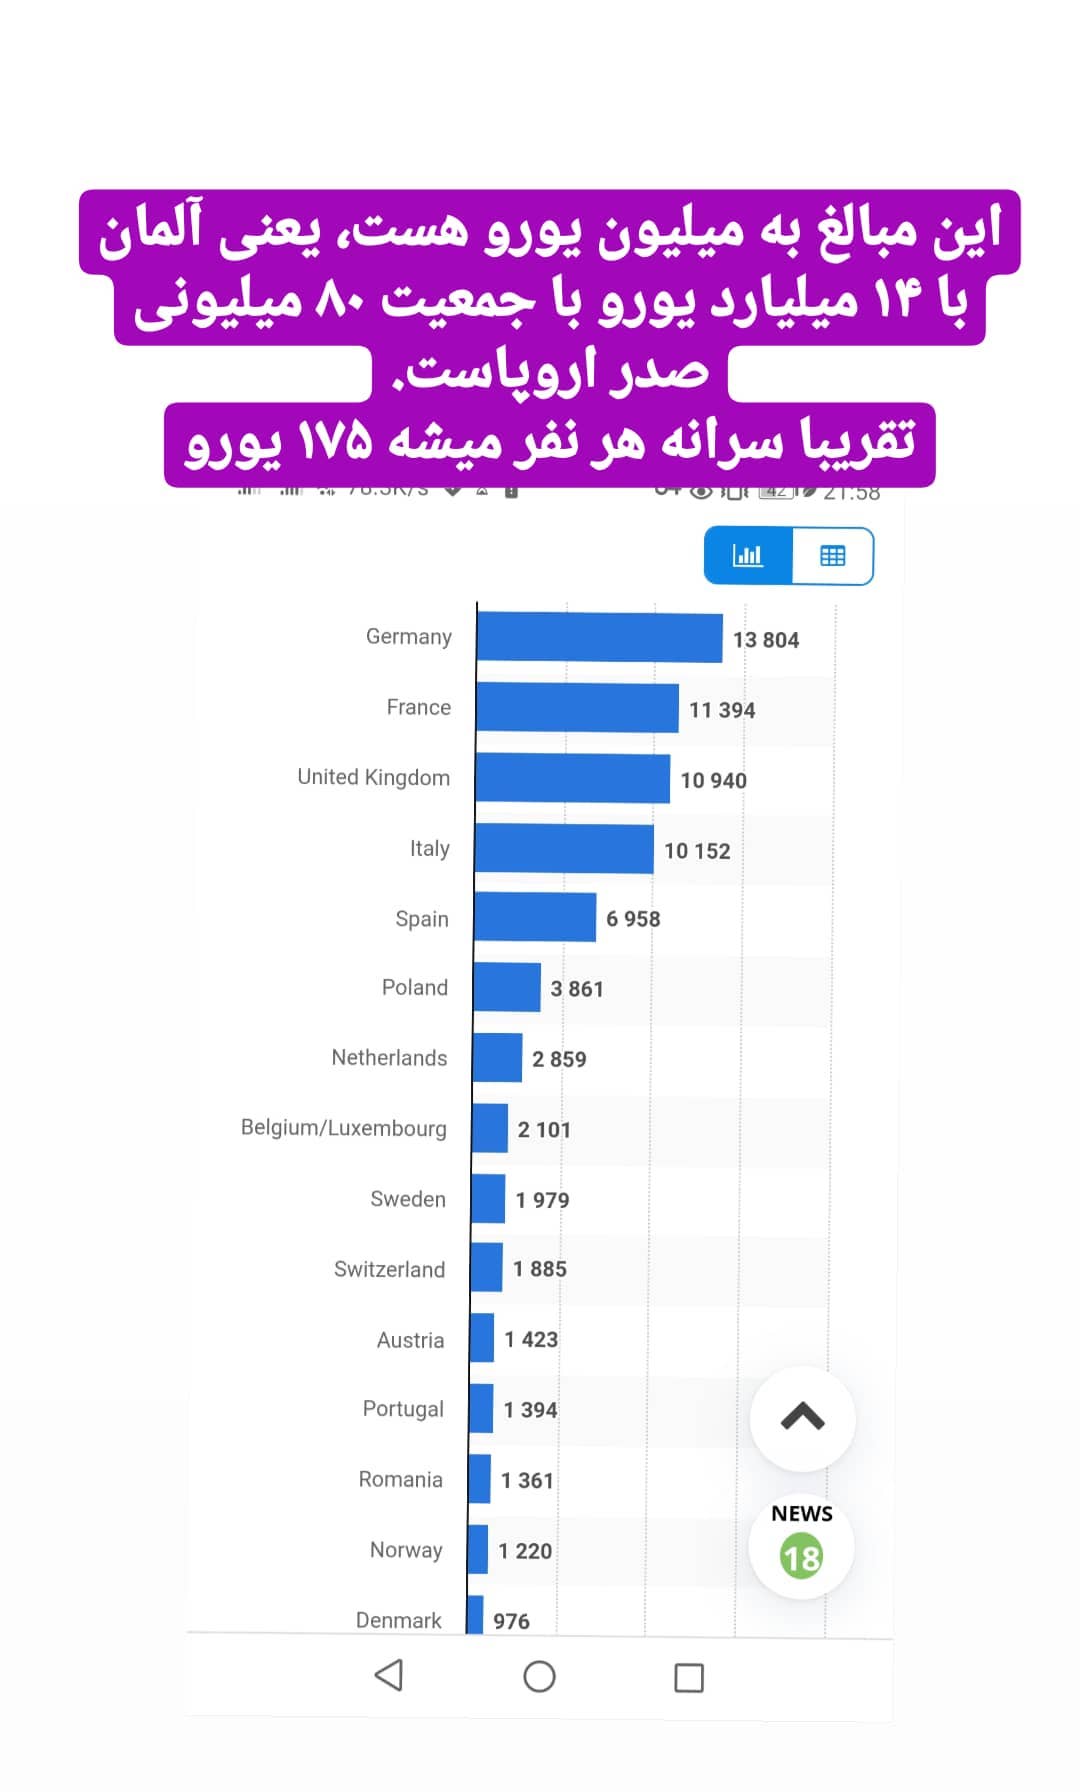 این مبالغ به میلیون یورو هست، یعنی آلمان
با ۱۴ میلیارد یورو با جمعیت ۸۰ میلیونی
صدر اروپاست.
تقریبا سرانه هر نفر میشه ۱۷۵ یورو
42 21:58
Germany 13 804
France 11 394
United Kingdom 10 940
Italy 10 152
Spain 6 958
Poland 3 861
Netherlands 2 859
Belgium/Luxembourg 2 101
Sweden 1 979
Switzerland 1 885
Austria 1 423
Portugal 1 394
Romania 1 361
NEWS
18
Norway 1 220
Denmark 976